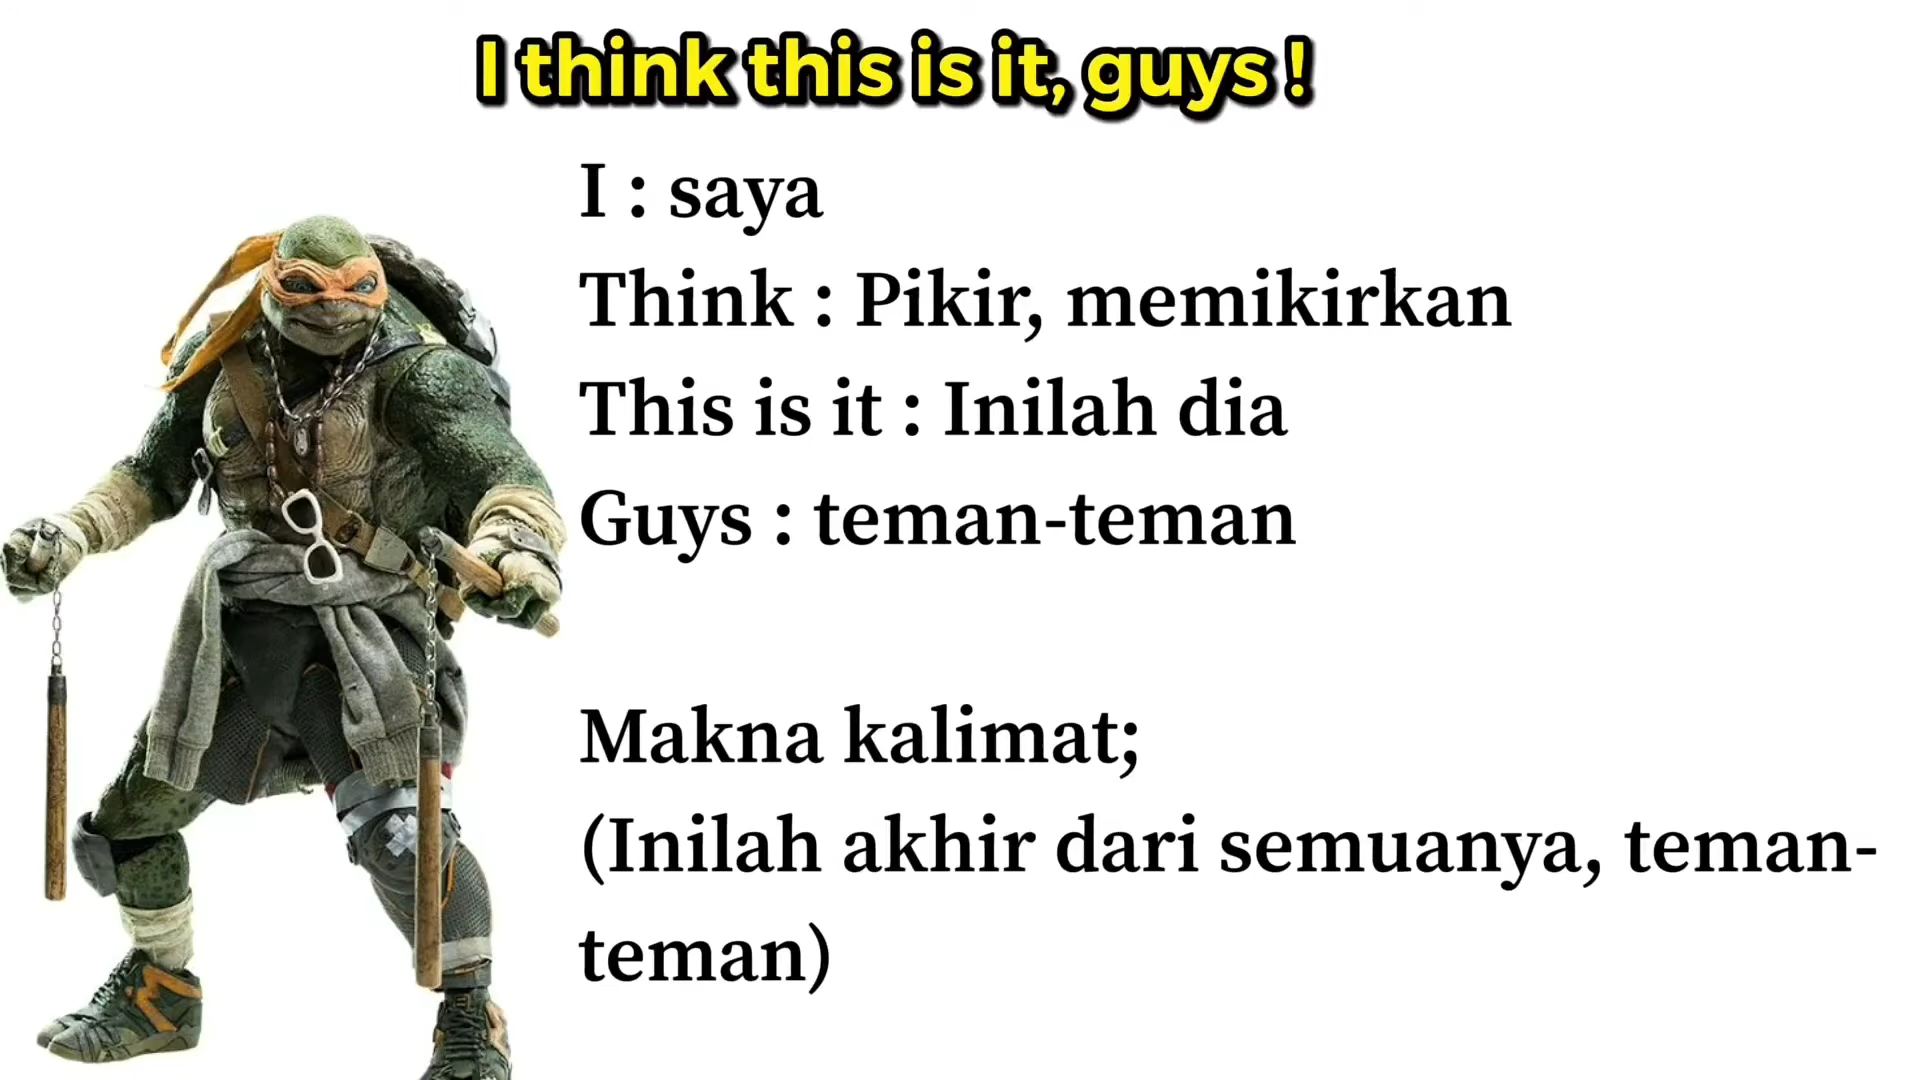 I think this is it, guys !
I : saya
Think : Pikir, memikirkan
This is it : Inilah dia
Guys : teman-teman
Makna kalimat;
(Inilah akhir dari semuanya, teman-
teman)